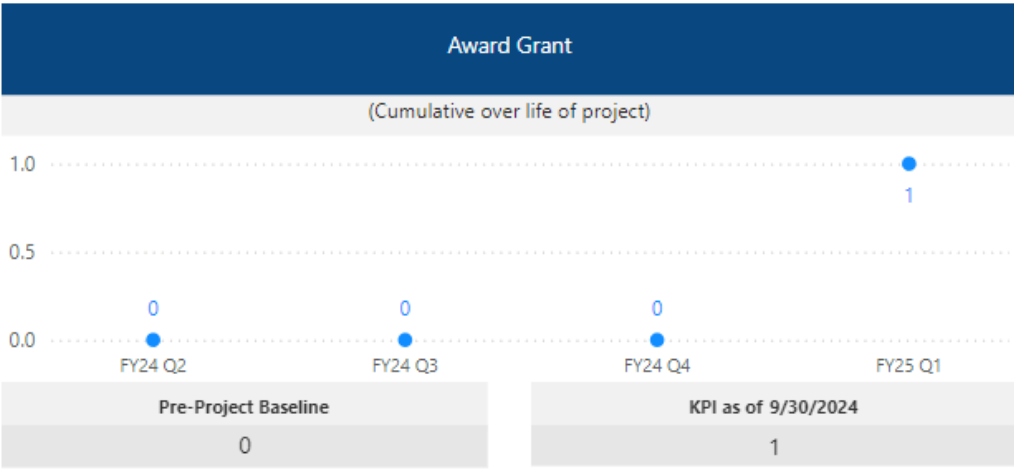 Award Grant
(Cumulative over life of project)
1.0
1
0.5
0 0 0
0.0
FY24 Q2 FY24 Q3 FY24 Q4 FY25 Q1
Pre-Project Baseline KPI as of 9/30/2024
0 1